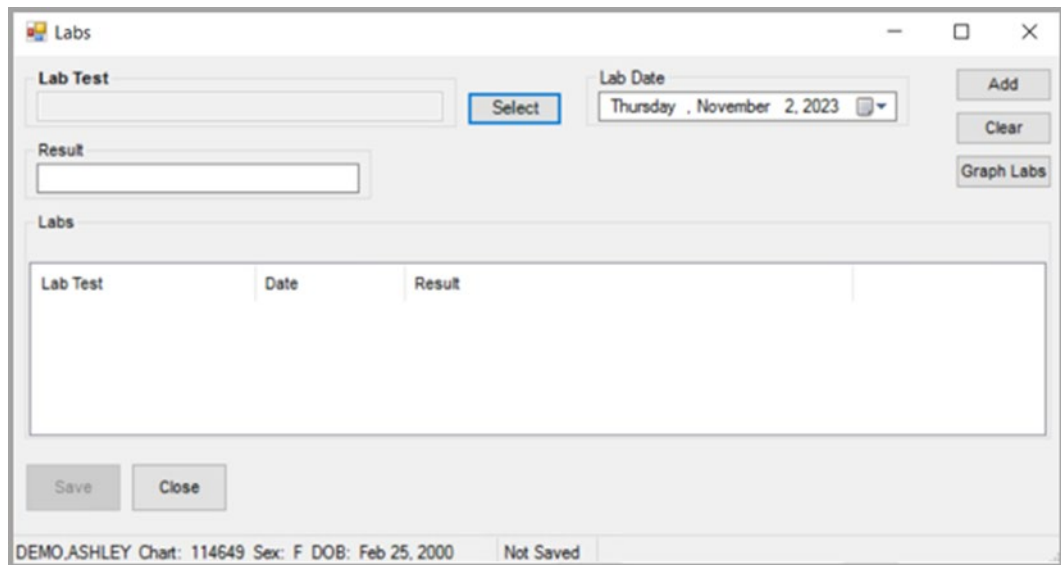 Labs
Lab Test
Select
Lab Date
Thursday , November 2, 2023
Add
Clear
Result
Graph Labs
Labs
Lab Test Date Result
Save Close
DEMO,ASHLEY Chart: 114649 Sex: F DOB: Feb 25, 2000 Not Saved